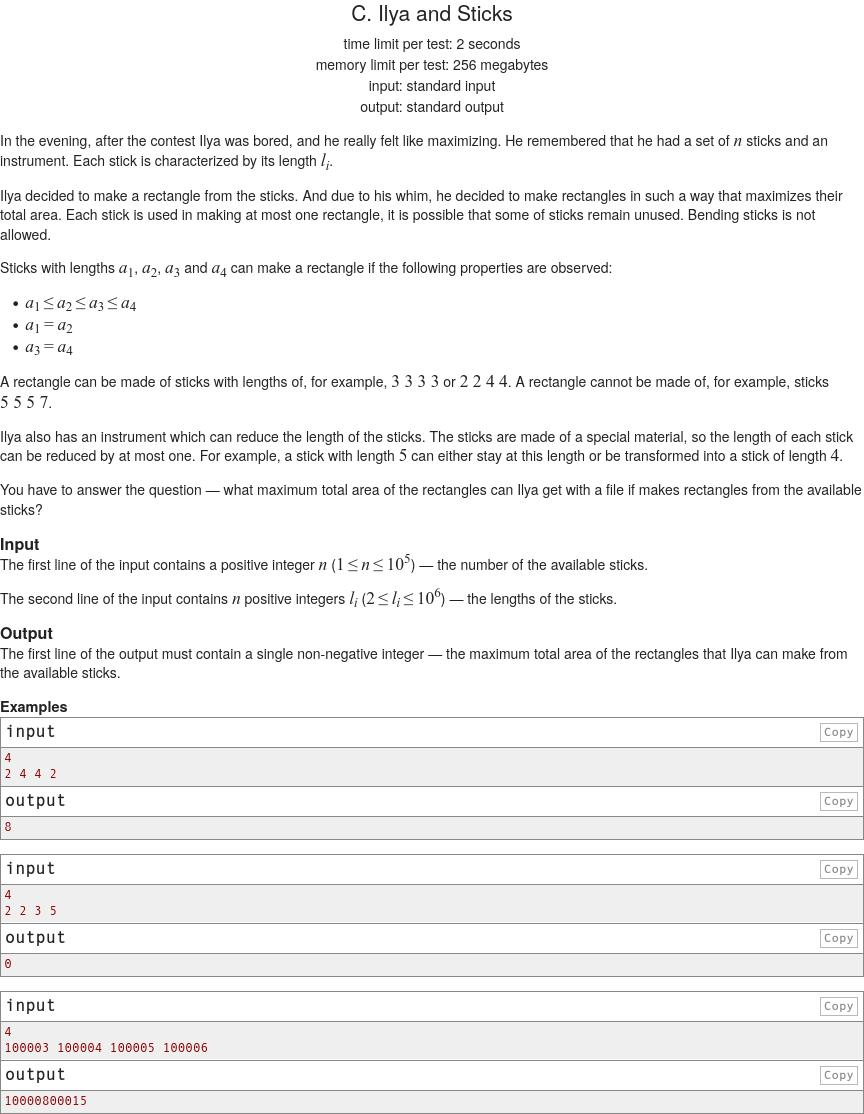 C. Ilya and Sticks
time limit per test: 2 seconds
memory limit per test: 256 megabytes
input: standard input
output: standard output
In the evening, after the contest Ilya was bored, and he really felt like maximizing. He remembered that he had a set of n sticks and an
instrument. Each stick is characterized by its length l_i.
Ilya decided to make a rectangle from the sticks. And due to his whim, he decided to make rectangles in such a way that maximizes their
total area. Each stick is used in making at most one rectangle, it is possible that some of sticks remain unused. Bending sticks is not
allowed.
Sticks with lengths a_1, a_2, a_3 and a_4 can make a rectangle if the following properties are observed:
• a_1 ≤ a_2 ≤ a_3 ≤ a_4
• a_1 = a_2
• a_3 = a_4
A rectangle can be made of sticks with lengths of, for example, 3 3 3 3 or 2 2 4 4. A rectangle cannot be made of, for example, sticks
5 5 5 7.
Ilya also has an instrument which can reduce the length of the sticks. The sticks are made of a special material, so the length of each stick
can be reduced by at most one. For example, a stick with length 5 can either stay at this length or be transformed into a stick of length 4.
You have to answer the question — what maximum total area of the rectangles can Ilya get with a file if makes rectangles from the available
sticks?
Input
The first line of the input contains a positive integer n (1 ≤ n ≤ 10^5) — the number of the available sticks.
The second line of the input contains n positive integers l_i (2 ≤ l_i ≤ 10^6) — the lengths of the sticks.
Output
The first line of the output must contain a single non-negative integer — the maximum total area of the rectangles that Ilya can make from
the available sticks.
Examples
input Copy
4
2 4 4 2
output Copy
8
input Copy
4
2 2 3 5
output Copy
0
input Copy
4
100003 100004 100005 100006
output Copy
10000800015